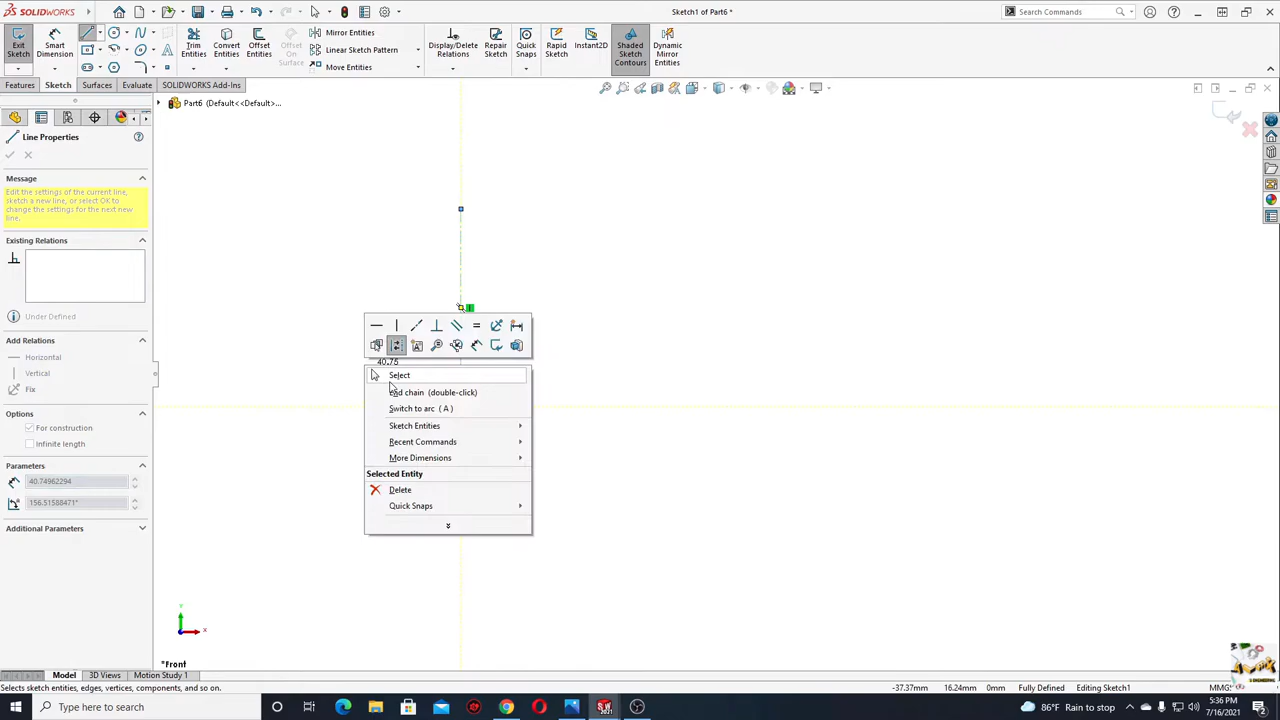 SOLIDWORKS
Sketch1 of Part6 *
Search Commands
Exit Sketch
Smart Dimension
Trim Entities
Convert Entities
Offset Entities
Offset On Surface
Mirror Entities
Linear Sketch Pattern
Move Entities
Display/Delete Relations
Repair Sketch
Quick Snaps
Rapid Sketch
Instant2D
Shaded Sketch Contours
Dynamic Mirror Entities
Features
Sketch
Surfaces
Evaluate
SOLIDWORKS Add-Ins
Part6 (Default<<Default>...
Line Properties
Message
Edit the settings of the current line,
sketch a new line, or select OK to
change the settings for the next new
line.
Existing Relations
Under Defined
Add Relations
Horizontal
Vertical
Fix
Options
For construction
Infinite length
Parameters
40.74962294
156.51588471°
Additional Parameters
40.75
Select
End chain (double-click)
Switch to arc ( A )
Sketch Entities
Recent Commands
More Dimensions
Selected Entity
Delete
Quick Snaps
Y
X
*Front
Model
3D Views
Motion Study 1
Selects sketch entities, edges, vertices, components, and so on.
-37.37mm
16.24mm
0mm
Fully Defined
Editing Sketch1
MMGS
Type here to search
86°F Rain to stop
5:36 PM
7/16/2021